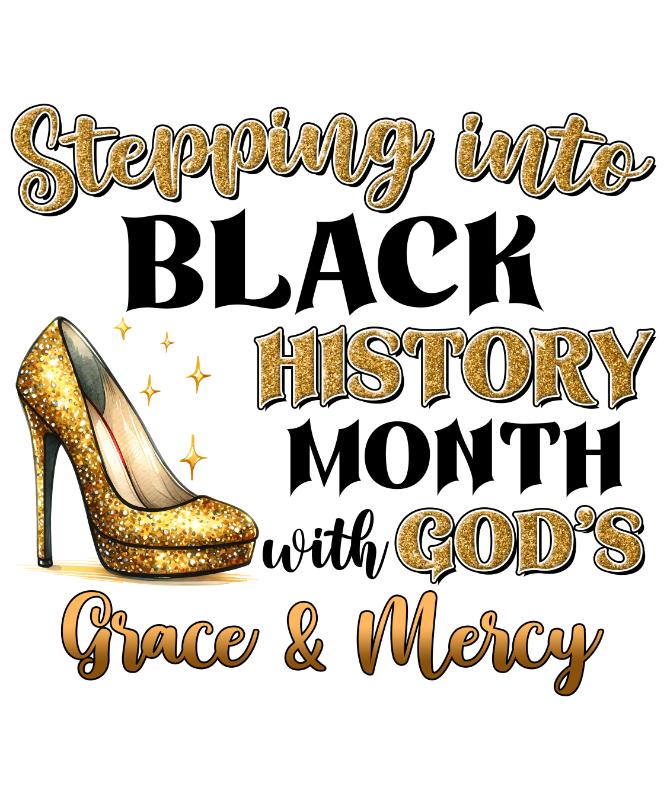 Stepping into
BLACK
HISTORY
MONTH
with GOD'S
Grace & Mercy